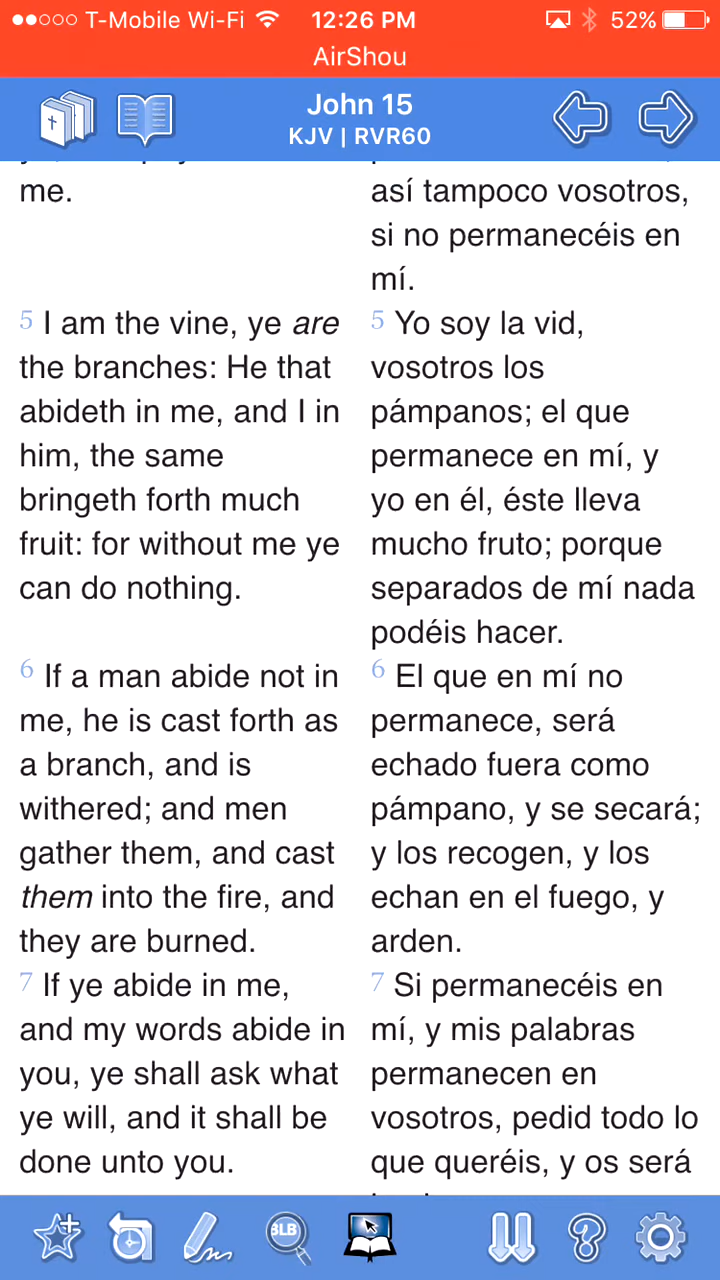 T-Mobile Wi-Fi 12:26 PM 52%
AirShou
John 15
KJV | RVR60
me.
5 I am the vine, ye are
the branches: He that
abideth in me, and I in
him, the same
bringeth forth much
fruit: for without me ye
can do nothing.
6 If a man abide not in
me, he is cast forth as
a branch, and is
withered; and men
gather them, and cast
them into the fire, and
they are burned.
7 If ye abide in me,
and my words abide in
you, ye shall ask what
ye will, and it shall be
done unto you.
así tampoco vosotros,
si no permanecéis en
mí.
5 Yo soy la vid,
vosotros los
pámpanos; el que
permanece en mí, y
yo en él, éste lleva
mucho fruto; porque
separados de mí nada
podéis hacer.
6 El que en mí no
permanece, será
echado fuera como
pámpano, y se secará;
y los recogen, y los
echan en el fuego, y
arden.
7 Si permanecéis en
mí, y mis palabras
permanecen en
vosotros, pedid todo lo
que queréis, y os será
BLB